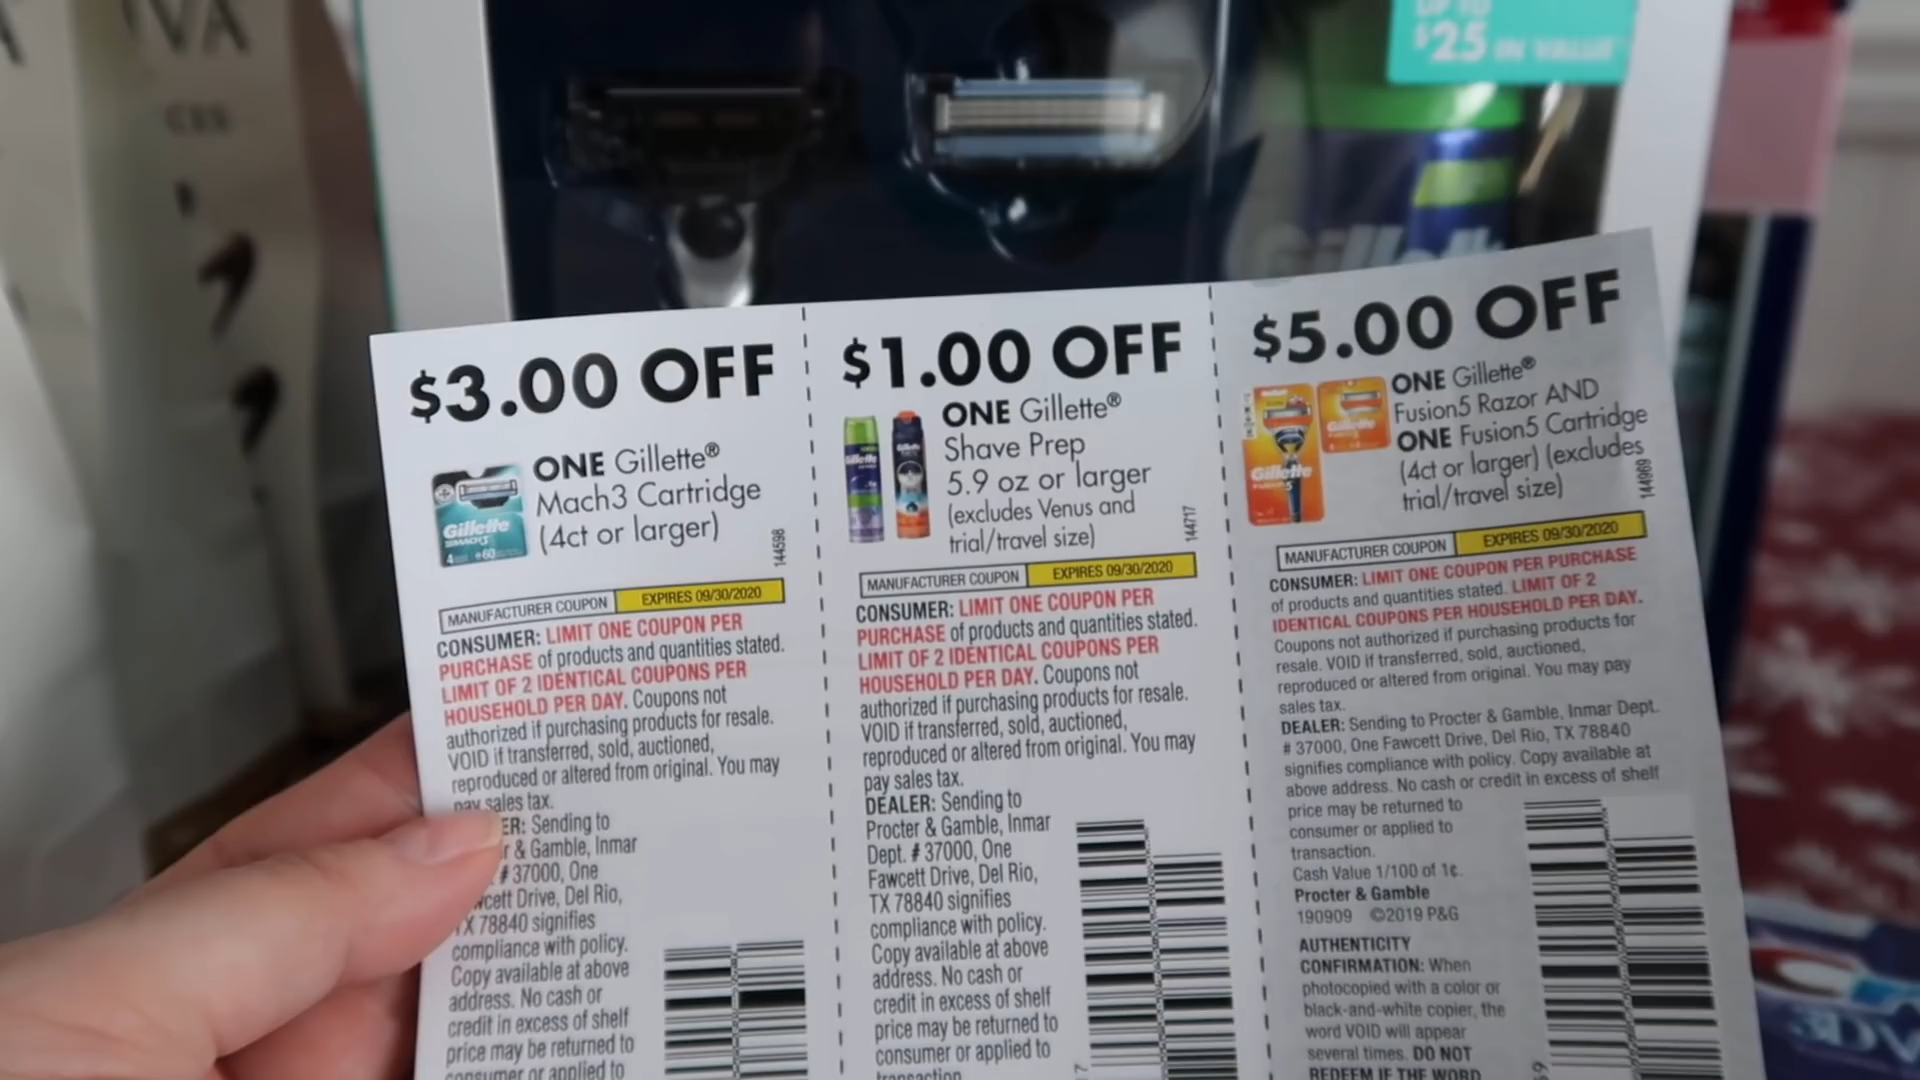 UP TO
$25 IN VALUE
Gillette
$3.00 OFF
ONE Gillette®
Mach3 Cartridge
(4ct or larger)
Gillette
MACH3
4 +60
144598
MANUFACTURER COUPON EXPIRES 09/30/2020
CONSUMER: LIMIT ONE COUPON PER
PURCHASE of products and quantities stated.
LIMIT OF 2 IDENTICAL COUPONS PER
HOUSEHOLD PER DAY. Coupons not
authorized if purchasing products for resale.
VOID if transferred, sold, auctioned,
reproduced or altered from original. You may
pay sales tax.
ER: Sending to
r & Gamble, Inmar
# 37000, One
cett Drive, Del Rio,
TX 78840 signifies
compliance with policy.
Copy available at above
address. No cash or
credit in excess of shelf
price may be returned to
consumer or applied to
$1.00 OFF
ONE Gillette®
Shave Prep
5.9 oz or larger
(excludes Venus and
trial/travel size)
Gillette
144717
MANUFACTURER COUPON EXPIRES 09/30/2020
CONSUMER: LIMIT ONE COUPON PER
PURCHASE of products and quantities stated.
LIMIT OF 2 IDENTICAL COUPONS PER
HOUSEHOLD PER DAY. Coupons not
authorized if purchasing products for resale.
VOID if transferred, sold, auctioned,
reproduced or altered from original. You may
pay sales tax.
DEALER: Sending to
Procter & Gamble, Inmar
Dept. # 37000, One
Fawcett Drive, Del Rio,
TX 78840 signifies
compliance with policy.
Copy available at above
address. No cash or
credit in excess of shelf
price may be returned to
consumer or applied to
transaction.
$5.00 OFF
ONE Gillette®
Fusion5 Razor AND
ONE Fusion5 Cartridge
(4ct or larger) (excludes
trial/travel size)
Gillette
Gillette
144969
MANUFACTURER COUPON EXPIRES 09/30/2020
CONSUMER: LIMIT ONE COUPON PER PURCHASE
of products and quantities stated. LIMIT OF 2
IDENTICAL COUPONS PER HOUSEHOLD PER DAY.
Coupons not authorized if purchasing products for
resale. VOID if transferred, sold, auctioned,
reproduced or altered from original. You may pay
sales tax.
DEALER: Sending to Procter & Gamble, Inmar Dept.
# 37000, One Fawcett Drive, Del Rio, TX 78840
signifies compliance with policy. Copy available at
above address. No cash or credit in excess of shelf
price may be returned to
consumer or applied to
transaction.
Cash Value 1/100 of 1¢.
Procter & Gamble
190909 ©2019 P&G
AUTHENTICITY
CONFIRMATION: When
photocopied with a color or
black-and-white copier, the
word VOID will appear
several times. DO NOT
REDEEM IF THE WORD